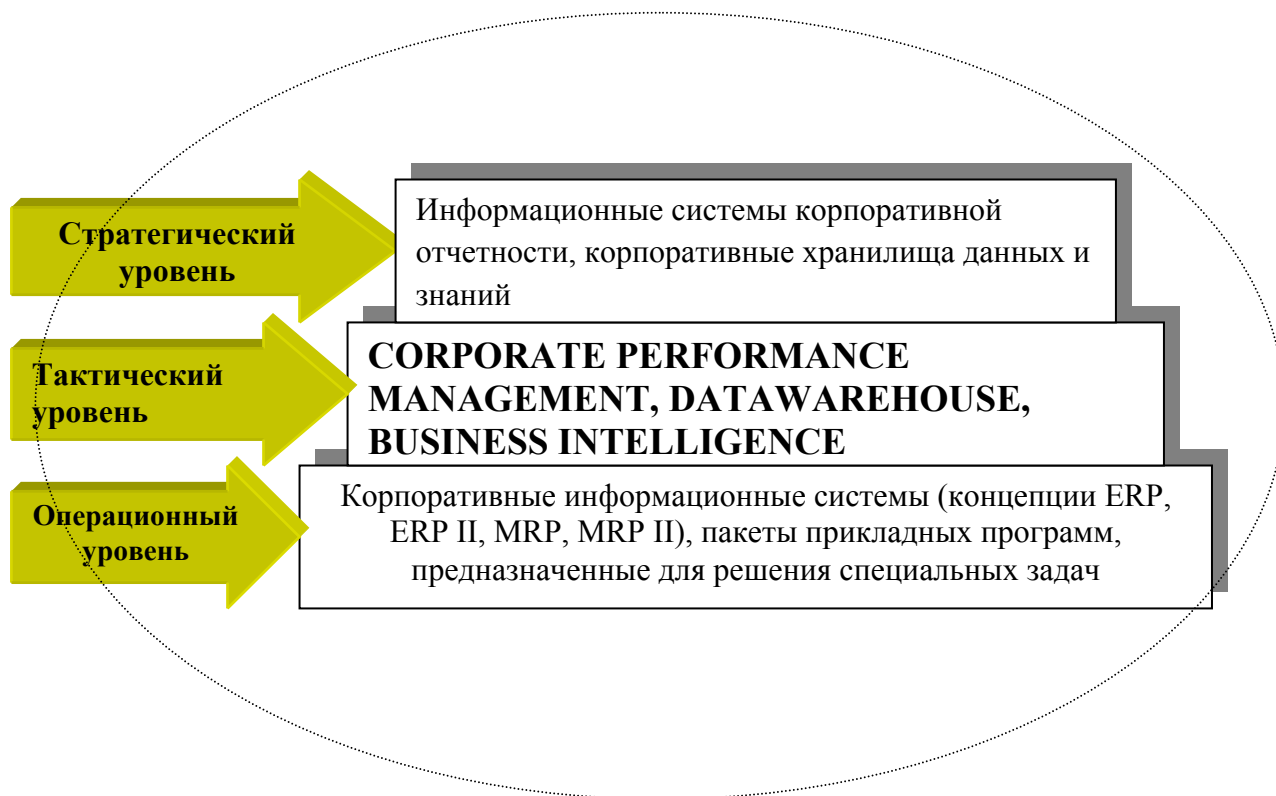 Стратегический
уровень
Информационные системы корпоративной
отчетности, корпоративные хранилища данных и
знаний
Тактический
уровень
CORPORATE PERFORMANCE
MANAGEMENT, DATAWAREHOUSE,
BUSINESS INTELLIGENCE
Операционный
уровень
Корпоративные информационные системы (концепции ERP,
ERP II, MRP, MRP II), пакеты прикладных программ,
предназначенные для решения специальных задач